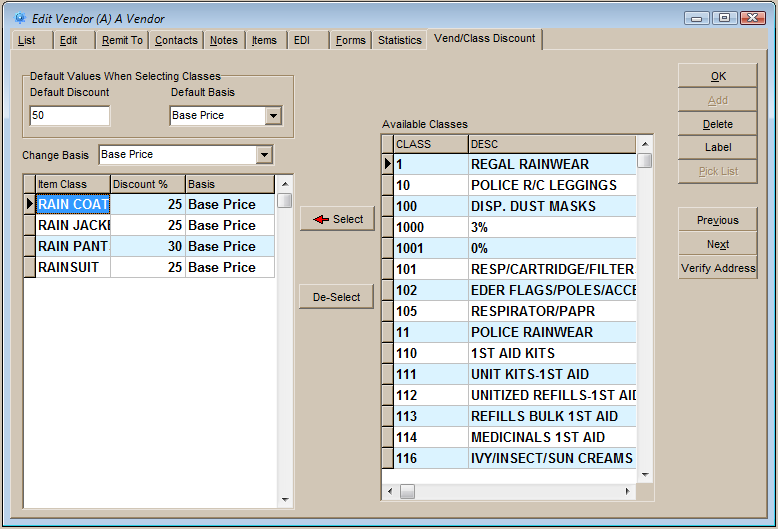 Edit Vendor (A) A Vendor
List Edit Remit To Contacts Notes Items EDI Forms Statistics Vend/Class Discount
Default Values When Selecting Classes
Default Discount Default Basis
50 Base Price
Change Basis Base Price
Item Class Discount % Basis
RAIN COAT 25 Base Price
RAIN JACKE 25 Base Price
RAIN PANT 30 Base Price
RAINSUIT 25 Base Price
Select
De-Select
Available Classes
CLASS DESC
1 REGAL RAINWEAR
10 POLICE R/C LEGGINGS
100 DISP. DUST MASKS
1000 3%
1001 0%
101 RESP/CARTRIDGE/FILTER
102 EDER FLAGS/POLES/ACCE
105 RESPIRATOR/PAPR
11 POLICE RAINWEAR
110 1ST AID KITS
111 UNIT KITS-1ST AID
112 UNITIZED REFILLS-1ST AID
113 REFILLS BULK 1ST AID
114 MEDICINALS 1ST AID
116 IVY/INSECT/SUN CREAMS
OK
Add
Delete
Label
Pick List
Previous
Next
Verify Address